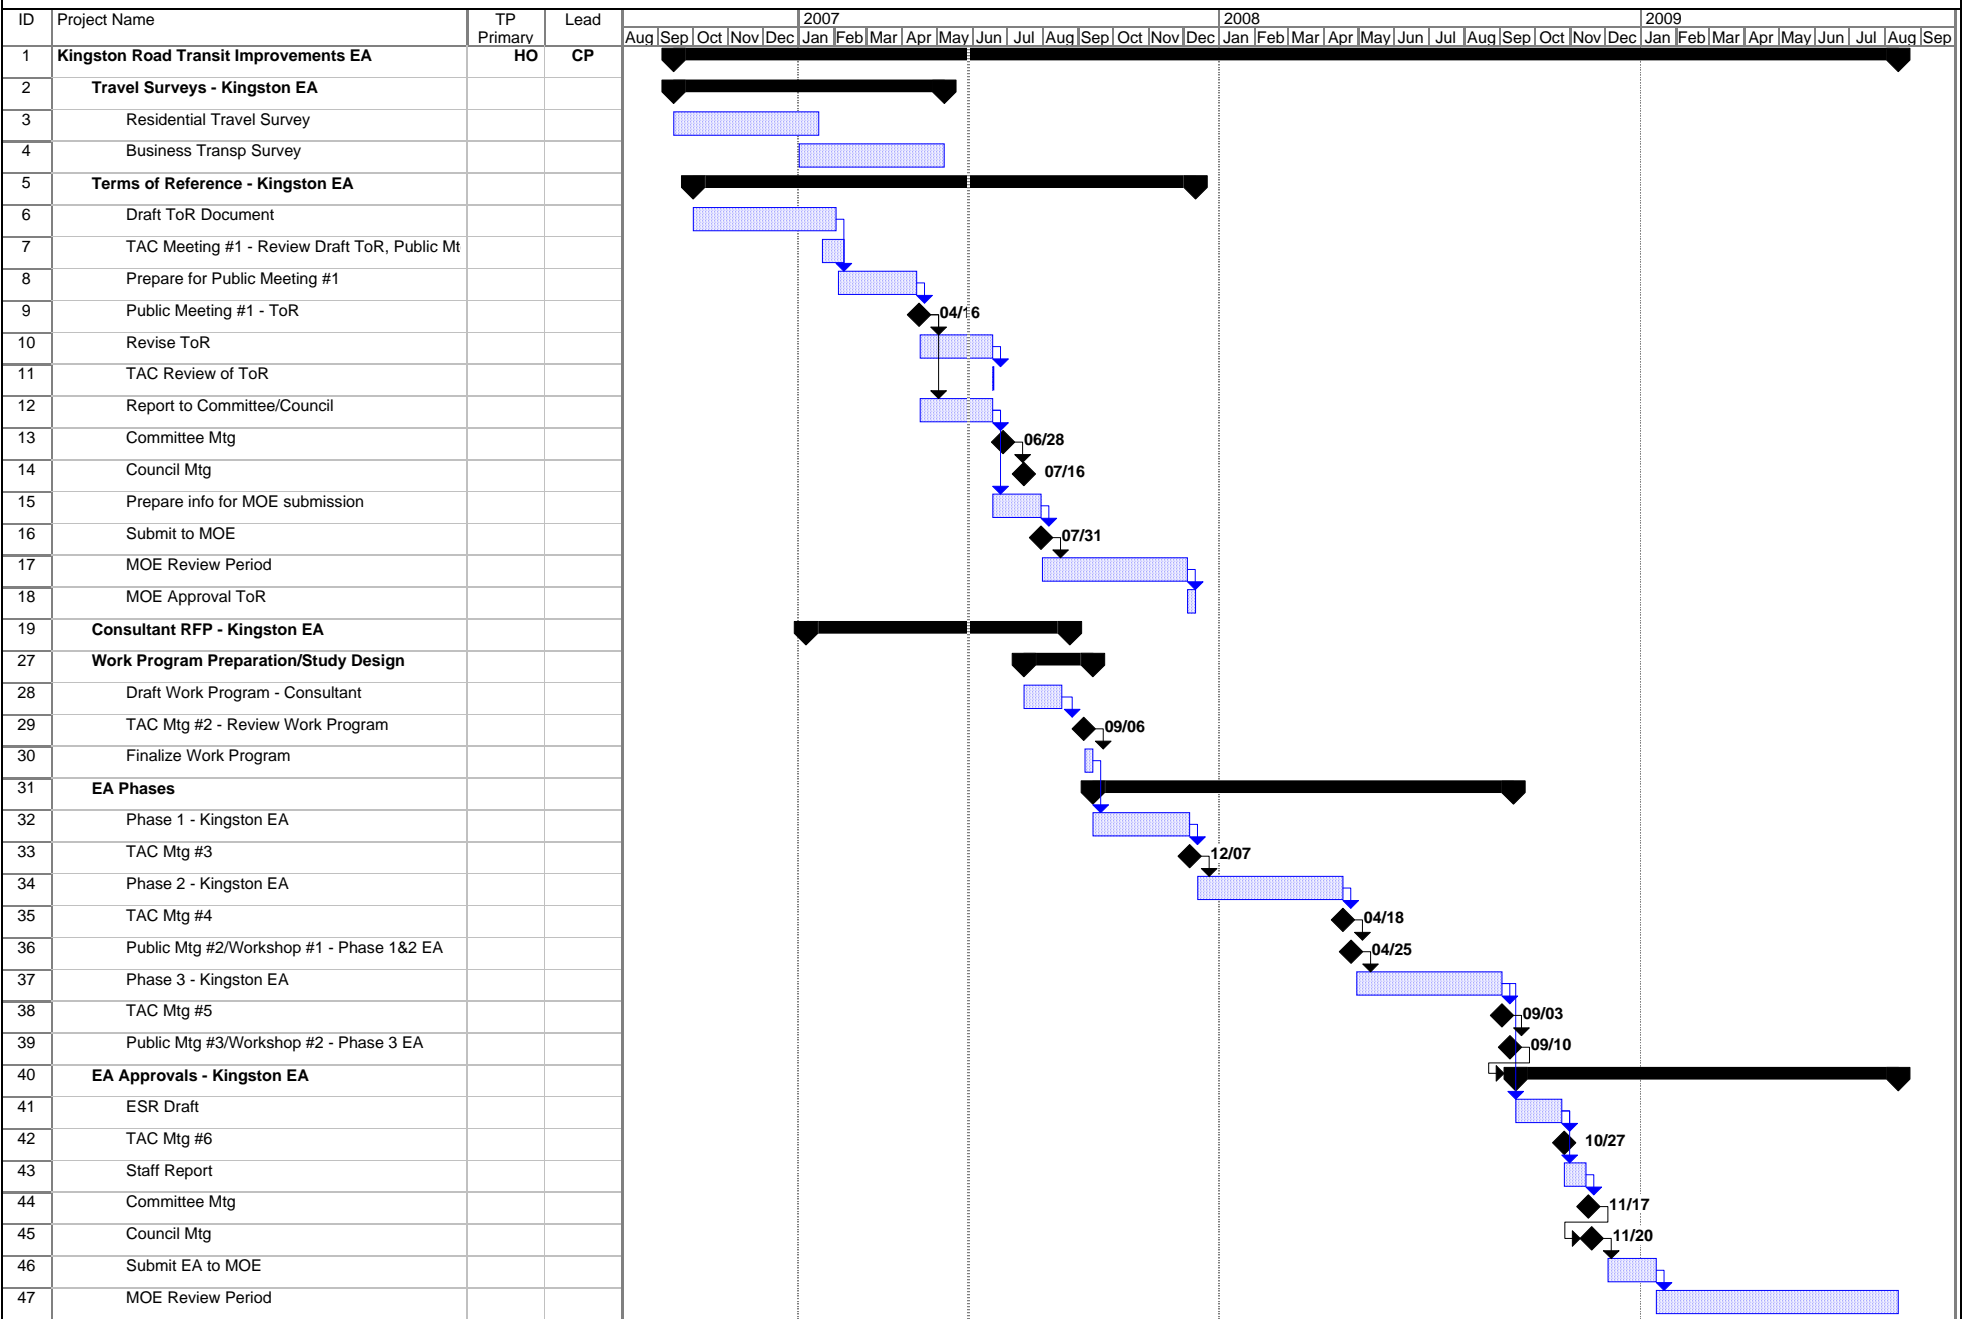 ID Project Name TP Primary Lead 2007 2008 2009
Aug Sep Oct Nov Dec Jan Feb Mar Apr May Jun Jul Aug Sep Oct Nov Dec Jan Feb Mar Apr May Jun Jul Aug Sep Oct Nov Dec Jan Feb Mar Apr May Jun Jul Aug Sep
1 Kingston Road Transit Improvements EA HO CP
2 Travel Surveys - Kingston EA
3 Residential Travel Survey
4 Business Transp Survey
5 Terms of Reference - Kingston EA
6 Draft ToR Document
7 TAC Meeting #1 - Review Draft ToR, Public Mt
8 Prepare for Public Meeting #1
9 Public Meeting #1 - ToR 04/16
10 Revise ToR
11 TAC Review of ToR
12 Report to Committee/Council
13 Committee Mtg 06/28
14 Council Mtg 07/16
15 Prepare info for MOE submission
16 Submit to MOE 07/31
17 MOE Review Period
18 MOE Approval ToR
19 Consultant RFP - Kingston EA
27 Work Program Preparation/Study Design
28 Draft Work Program - Consultant
29 TAC Mtg #2 - Review Work Program 09/06
30 Finalize Work Program
31 EA Phases
32 Phase 1 - Kingston EA
33 TAC Mtg #3 12/07
34 Phase 2 - Kingston EA
35 TAC Mtg #4 04/18
36 Public Mtg #2/Workshop #1 - Phase 1&2 EA 04/25
37 Phase 3 - Kingston EA
38 TAC Mtg #5 09/03
39 Public Mtg #3/Workshop #2 - Phase 3 EA 09/10
40 EA Approvals - Kingston EA
41 ESR Draft
42 TAC Mtg #6 10/27
43 Staff Report
44 Committee Mtg 11/17
45 Council Mtg 11/20
46 Submit EA to MOE
47 MOE Review Period